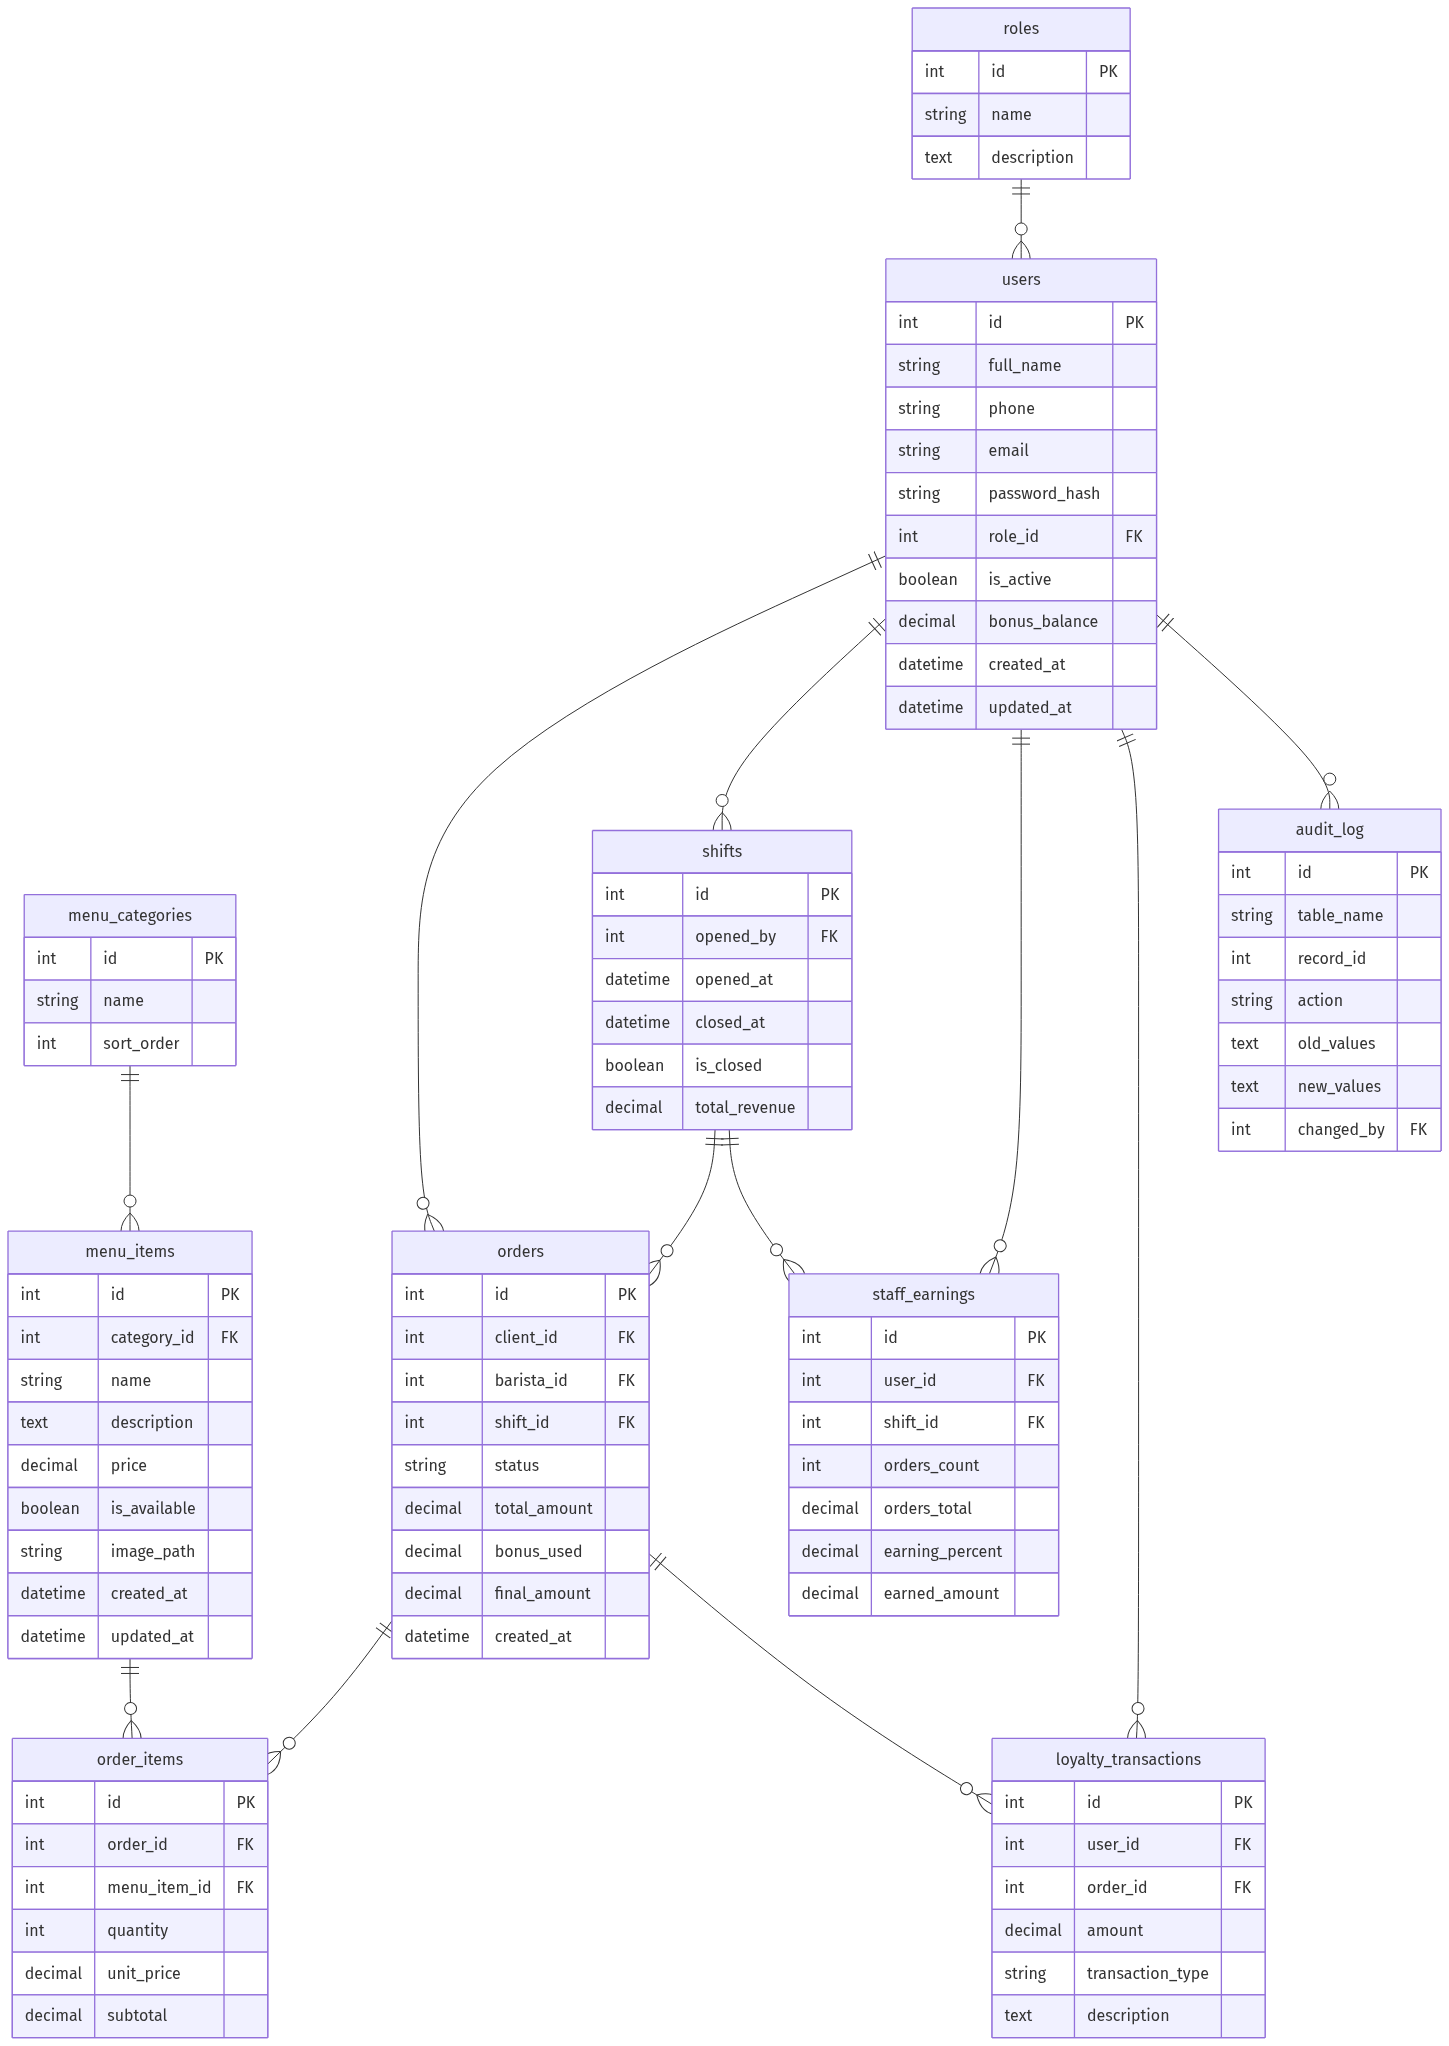 roles
int id PK
string name
text description
users
int id PK
string full_name
string phone
string email
string password_hash
int role_id FK
boolean is_active
decimal bonus_balance
datetime created_at
datetime updated_at
shifts
int id PK
int opened_by FK
datetime opened_at
datetime closed_at
boolean is_closed
decimal total_revenue
audit_log
int id PK
string table_name
int record_id
string action
text old_values
text new_values
int changed_by FK
menu_categories
int id PK
string name
int sort_order
menu_items
int id PK
int category_id FK
string name
text description
decimal price
boolean is_available
string image_path
datetime created_at
datetime updated_at
orders
int id PK
int client_id FK
int barista_id FK
int shift_id FK
string status
decimal total_amount
decimal bonus_used
decimal final_amount
datetime created_at
staff_earnings
int id PK
int user_id FK
int shift_id FK
int orders_count
decimal orders_total
decimal earning_percent
decimal earned_amount
order_items
int id PK
int order_id FK
int menu_item_id FK
int quantity
decimal unit_price
decimal subtotal
loyalty_transactions
int id PK
int user_id FK
int order_id FK
decimal amount
string transaction_type
text description